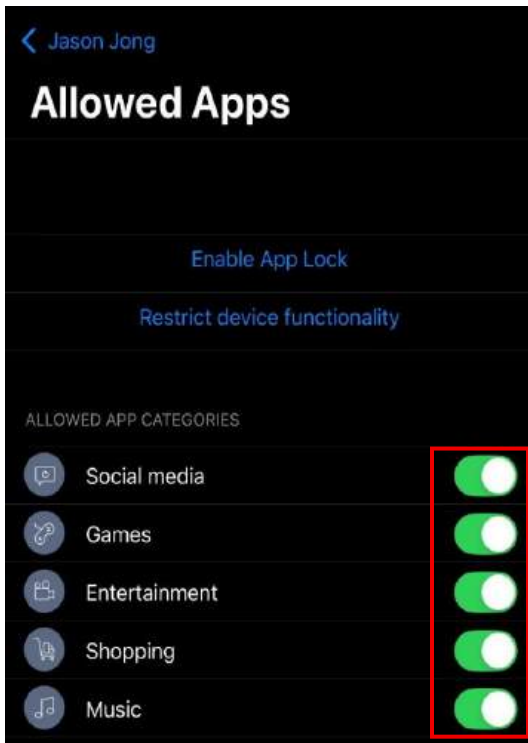 Jason Jong
Allowed Apps
Enable App Lock
Restrict device functionality
ALLOWED APP CATEGORIES
Social media
Games
Entertainment
Shopping
Music